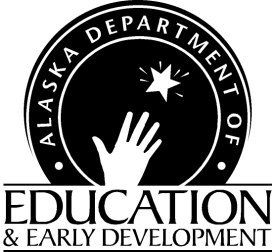 ALASKA DEPARTMENT OF
EDUCATION
& EARLY DEVELOPMENT